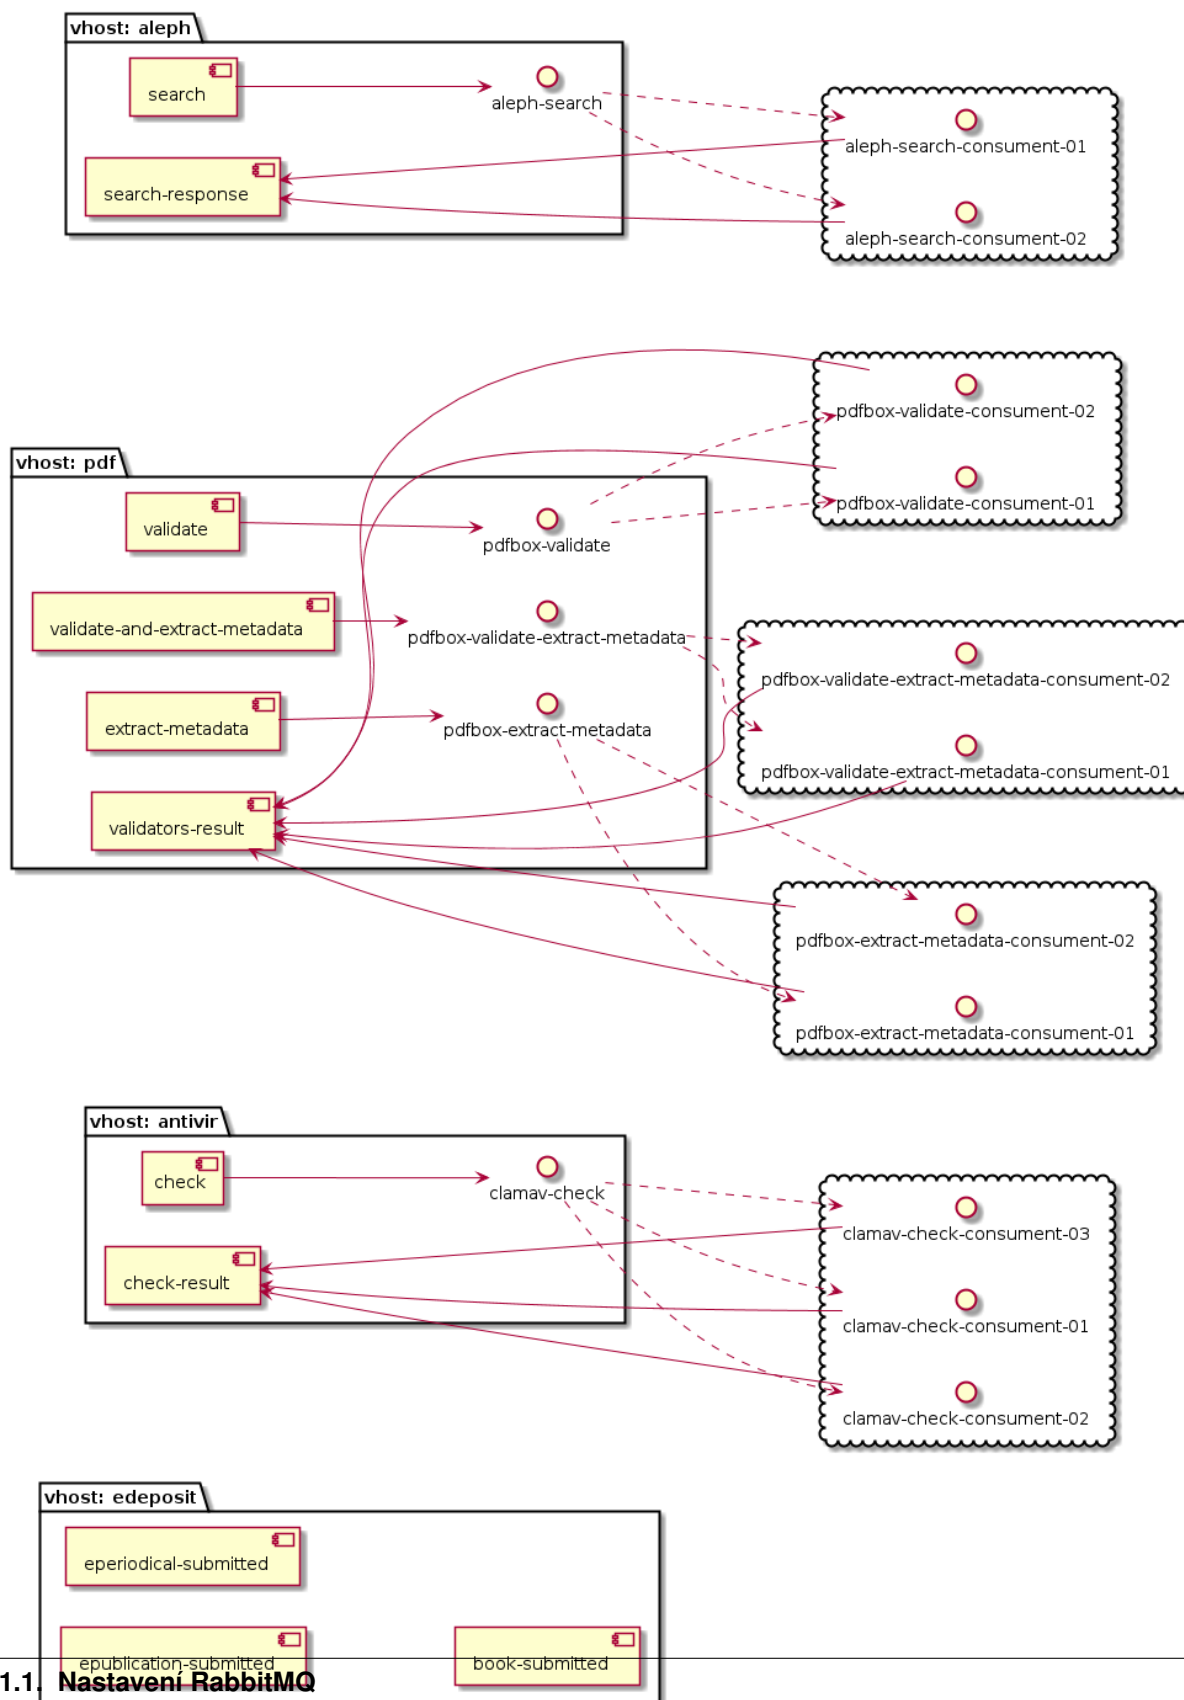 vhost: aleph
search
aleph-search
search-response
aleph-search-consument-01
aleph-search-consument-02
pdfbox-validate-consument-02
pdfbox-validate-consument-01
vhost: pdf
validate
pdfbox-validate
validate-and-extract-metadata
pdfbox-validate-extract-metadata
extract-metadata
pdfbox-extract-metadata
validators-result
pdfbox-validate-extract-metadata-consument-02
pdfbox-validate-extract-metadata-consument-01
pdfbox-extract-metadata-consument-02
pdfbox-extract-metadata-consument-01
vhost: antivir
check
clamav-check
check-result
clamav-check-consument-03
clamav-check-consument-01
clamav-check-consument-02
vhost: edeposit
eperiodical-submitted
epublication-submitted
book-submitted
1.1. Nastavení RabbitMQ